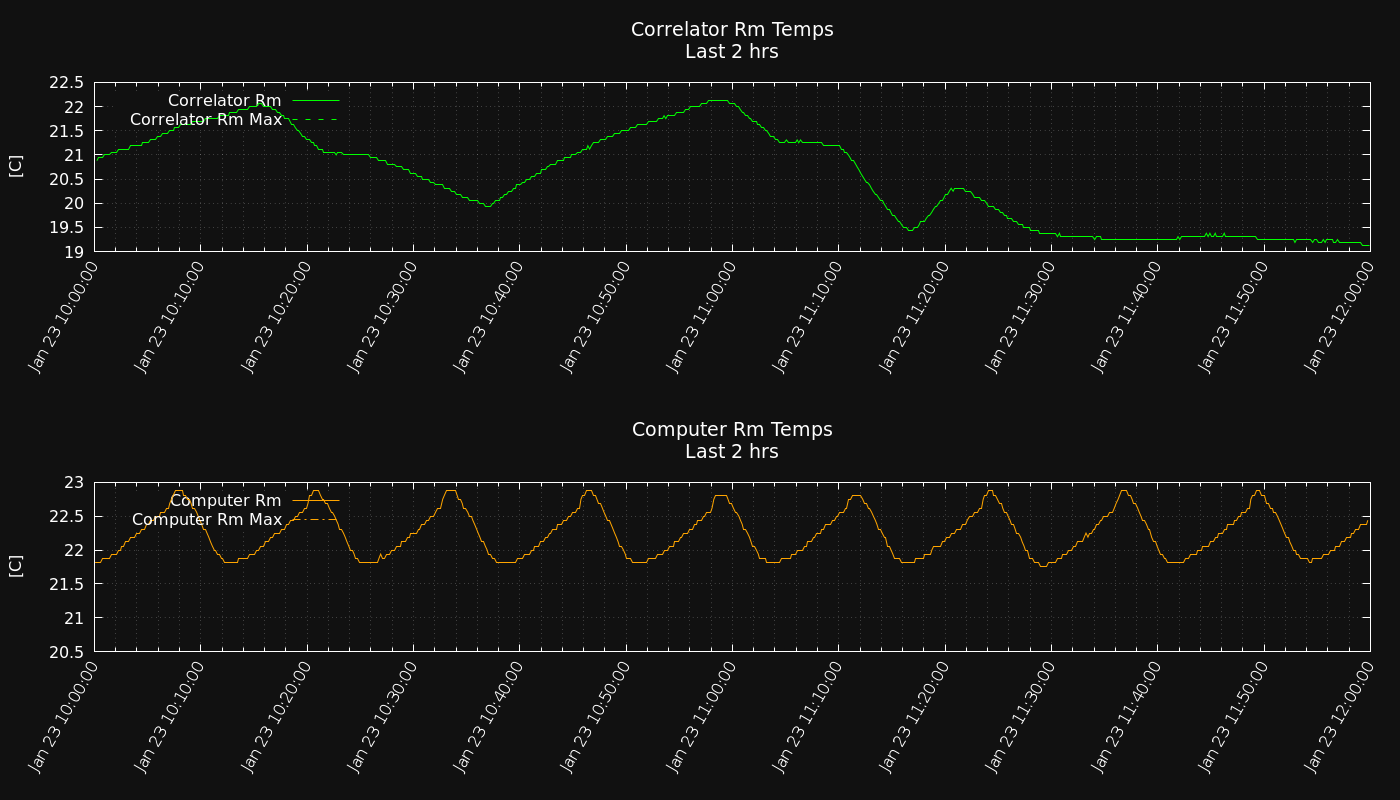 Correlator Rm Temps
Last 2 hrs
22.5
22
21.5
21
20.5
20
19.5
19
[C]
Correlator Rm
Correlator Rm Max
Jan 23 10:00:00
Jan 23 10:10:00
Jan 23 10:20:00
Jan 23 10:30:00
Jan 23 10:40:00
Jan 23 10:50:00
Jan 23 11:00:00
Jan 23 11:10:00
Jan 23 11:20:00
Jan 23 11:30:00
Jan 23 11:40:00
Jan 23 11:50:00
Jan 23 12:00:00
Computer Rm Temps
Last 2 hrs
23
22.5
22
21.5
21
20.5
[C]
Computer Rm
Computer Rm Max
Jan 23 10:00:00
Jan 23 10:10:00
Jan 23 10:20:00
Jan 23 10:30:00
Jan 23 10:40:00
Jan 23 10:50:00
Jan 23 11:00:00
Jan 23 11:10:00
Jan 23 11:20:00
Jan 23 11:30:00
Jan 23 11:40:00
Jan 23 11:50:00
Jan 23 12:00:00